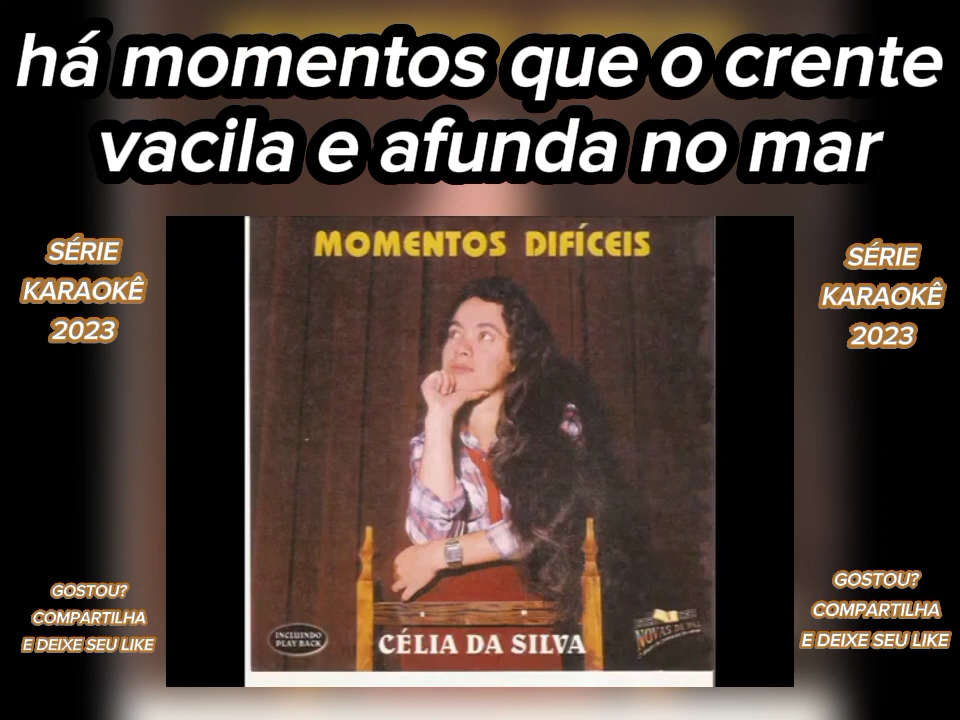 há momentos que o crente
vacila e afunda no mar
SÉRIE
KARAOKÊ
2023
SÉRIE
KARAOKÊ
2023
MOMENTOS DIFÍCEIS
GOSTOU?
COMPARTILHA
E DEIXE SEU LIKE
GOSTOU?
COMPARTILHA
E DEIXE SEU LIKE
INCLUINDO
PLAY BACK
CÉLIA DA SILVA
NOVAS DE PAZ